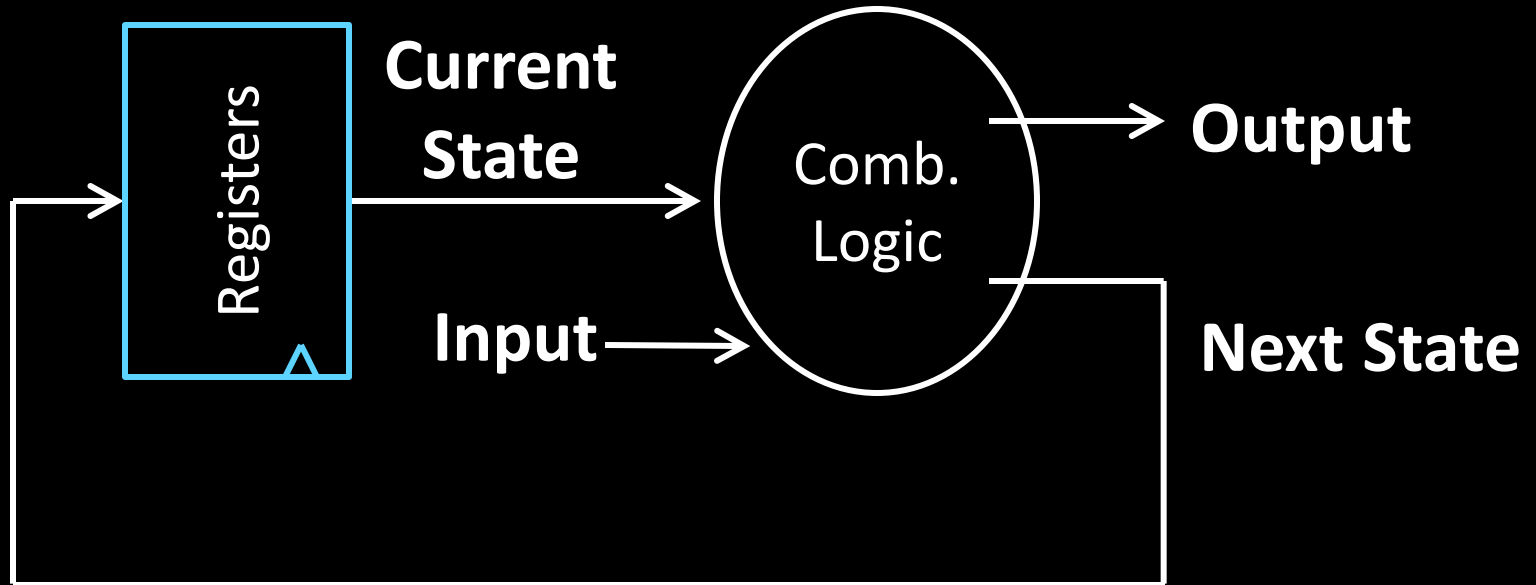 Registers
Current
State
Input
Comb.
Logic
Output
Next State